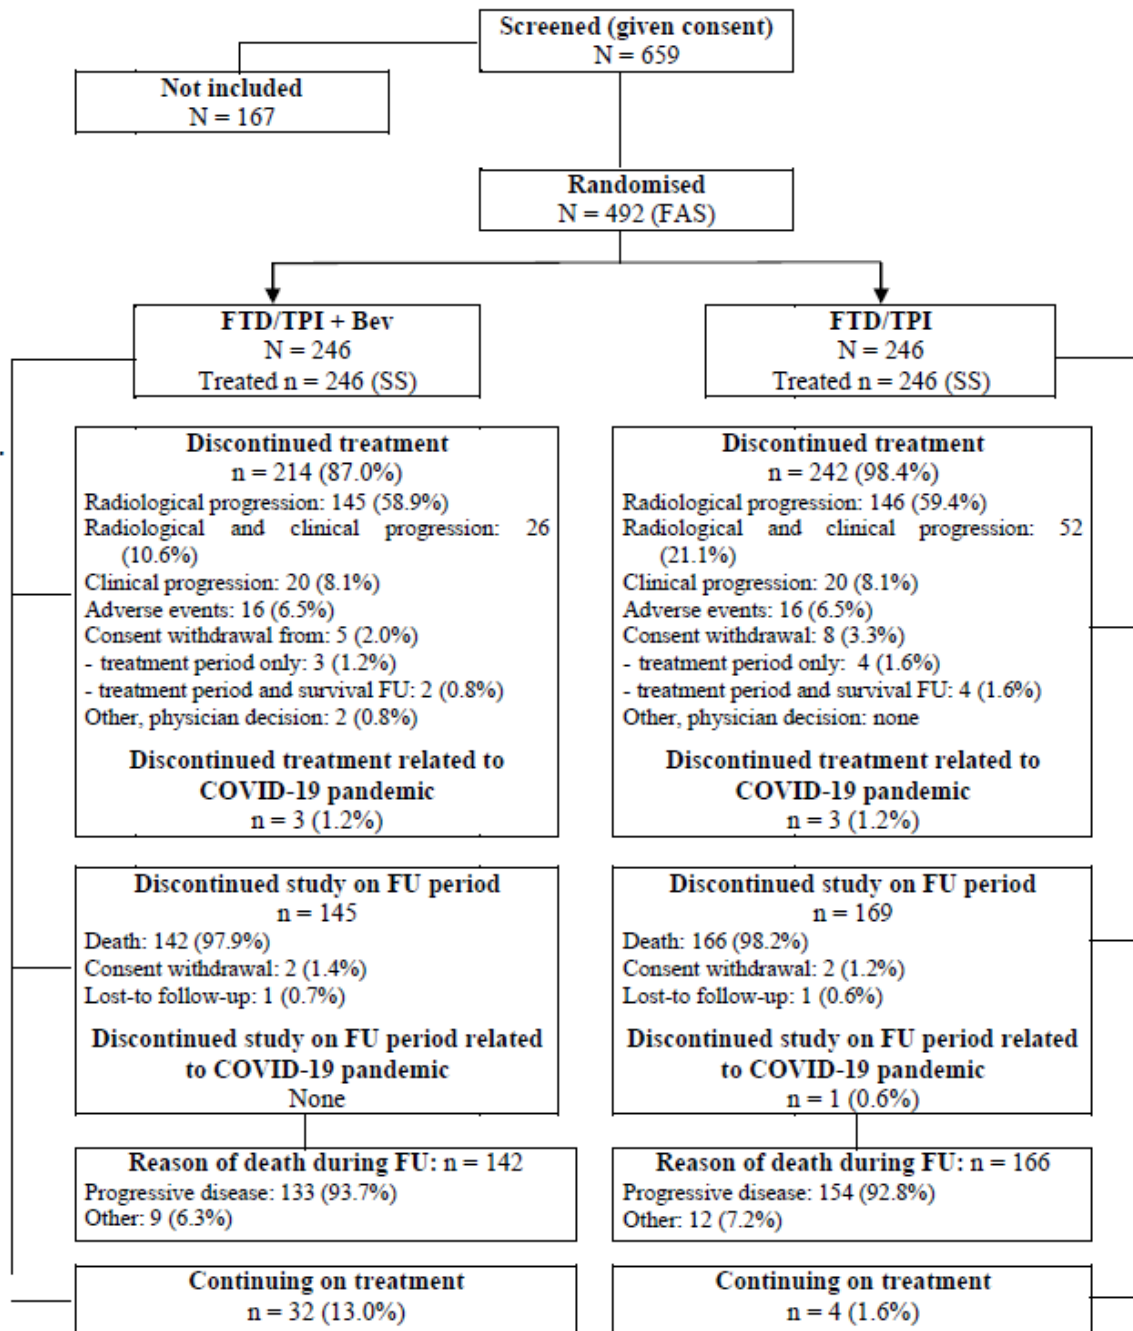 Screened (given consent)
N = 659
Not included
N = 167
Randomised
N = 492 (FAS)
FTD/TPI + Bev
N = 246
Treated n = 246 (SS)
FTD/TPI
N = 246
Treated n = 246 (SS)
Discontinued treatment
n = 214 (87.0%)
Radiological progression: 145 (58.9%)
Radiological and clinical progression: 26
(10.6%)
Clinical progression: 20 (8.1%)
Adverse events: 16 (6.5%)
Consent withdrawal from: 5 (2.0%)
- treatment period only: 3 (1.2%)
- treatment period and survival FU: 2 (0.8%)
Other, physician decision: 2 (0.8%)
Discontinued treatment related to
COVID-19 pandemic
n = 3 (1.2%)
Discontinued treatment
n = 242 (98.4%)
Radiological progression: 146 (59.4%)
Radiological and clinical progression: 52
(21.1%)
Clinical progression: 20 (8.1%)
Adverse events: 16 (6.5%)
Consent withdrawal: 8 (3.3%)
- treatment period only: 4 (1.6%)
- treatment period and survival FU: 4 (1.6%)
Other, physician decision: none
Discontinued treatment related to
COVID-19 pandemic
n = 3 (1.2%)
Discontinued study on FU period
n = 145
Death: 142 (97.9%)
Consent withdrawal: 2 (1.4%)
Lost-to follow-up: 1 (0.7%)
Discontinued study on FU period related
to COVID-19 pandemic
None
Discontinued study on FU period
n = 169
Death: 166 (98.2%)
Consent withdrawal: 2 (1.2%)
Lost-to follow-up: 1 (0.6%)
Discontinued study on FU period related
to COVID-19 pandemic
n = 1 (0.6%)
Reason of death during FU: n = 142
Progressive disease: 133 (93.7%)
Other: 9 (6.3%)
Reason of death during FU: n = 166
Progressive disease: 154 (92.8%)
Other: 12 (7.2%)
Continuing on treatment
n = 32 (13.0%)
Continuing on treatment
n = 4 (1.6%)